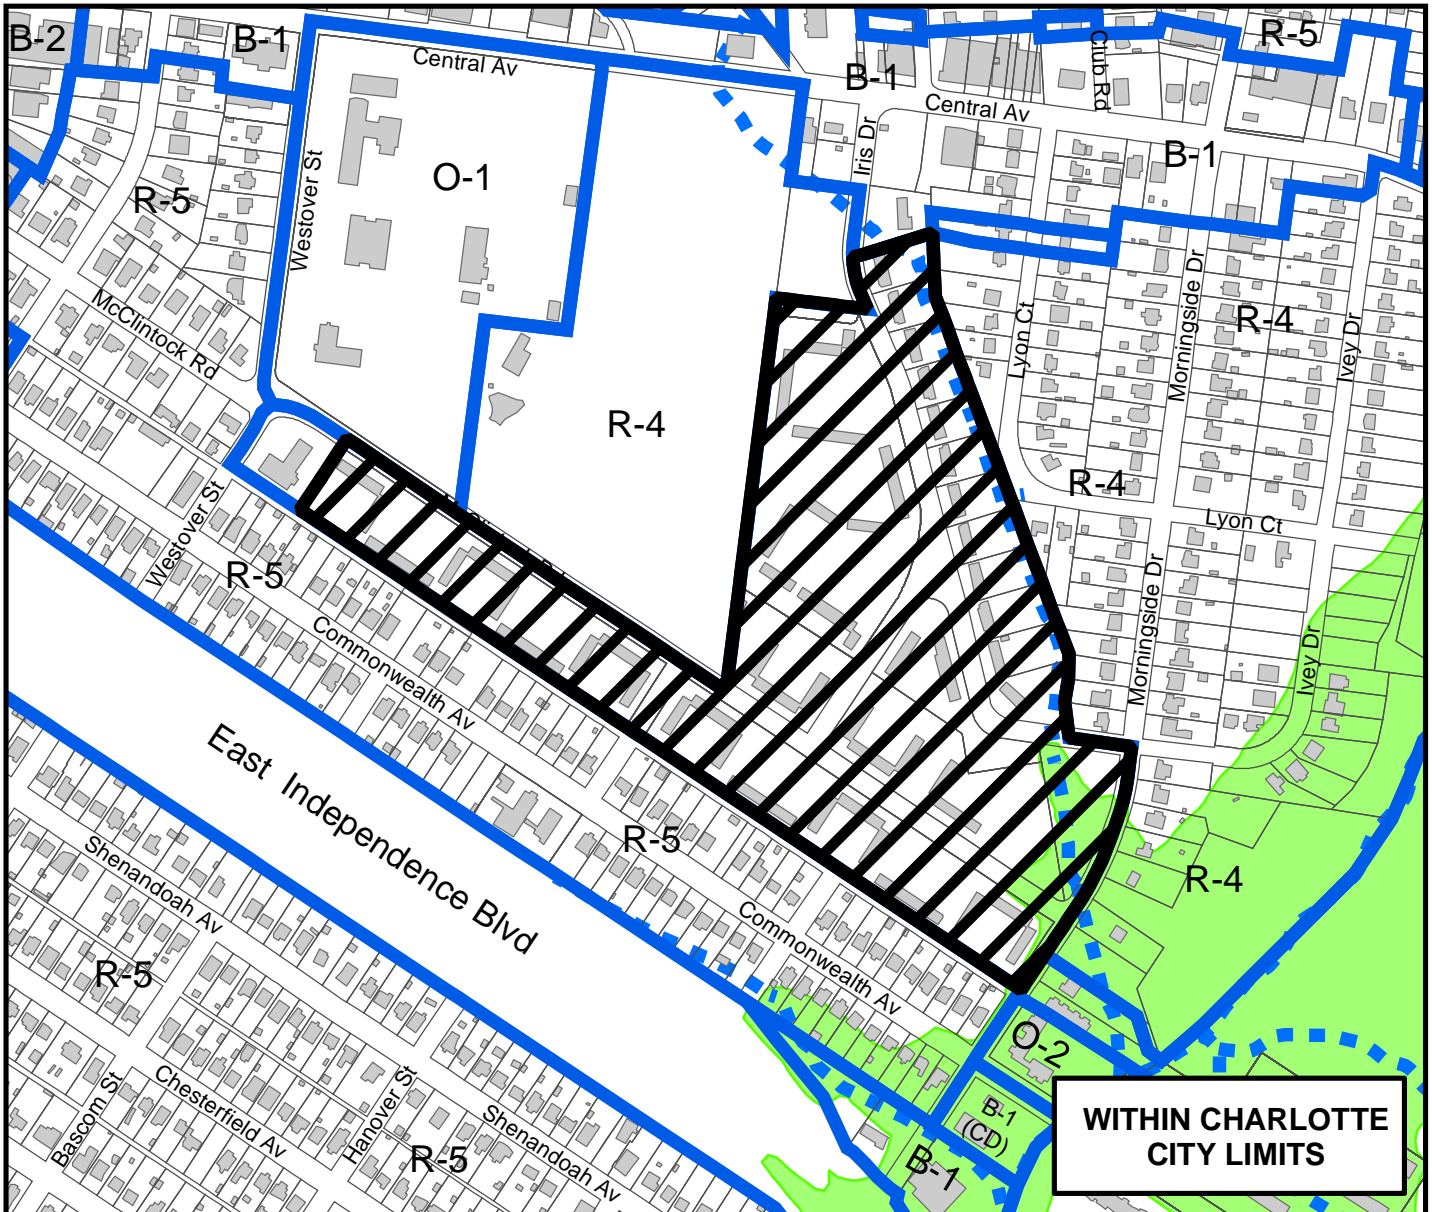 B-2
B-1
R-5
Central Av
B-1
Club Rd
Central Av
Iris Dr
B-1
O-1
R-5
Westover St
McClintock Rd
Lyon Ct
Morningside Dr
R-4
Ivey Dr
R-4
R-4
Lyon Ct
Westover St
R-5
Morningside Dr
Ivey Dr
Commonwealth Av
East Independence Blvd
R-5
R-4
Shenandoah Av
Commonwealth Av
R-5
O-2
Bascom St
Chesterfield Av
Hanover St
Shenandoah Av
R-5
B-1
(CD)
B-1
WITHIN CHARLOTTE
CITY LIMITS